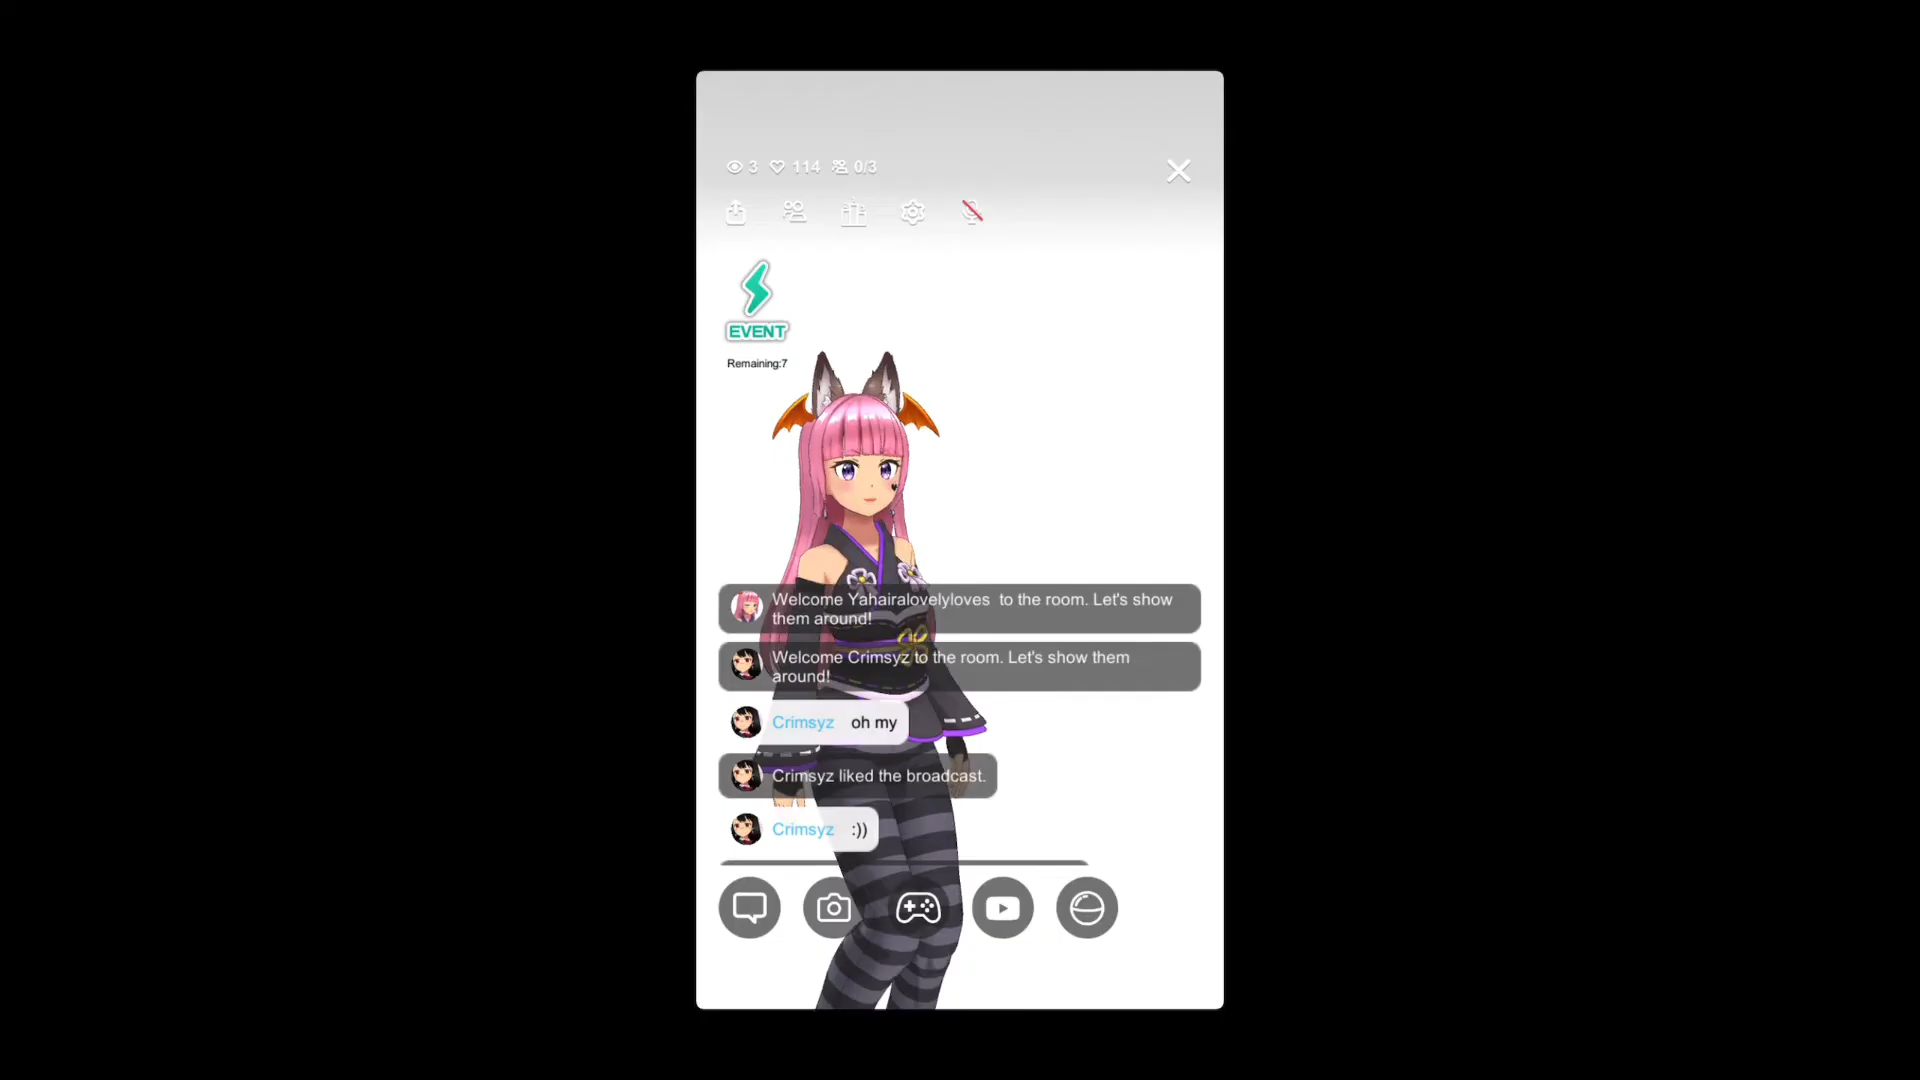 3 114 0/3
EVENT
Remaining:7
Welcome Yahairalovelyloves to the room. Let's show
them around!
Welcome Crimsyz to the room. Let's show them
around!
Crimsyz oh my
Crimsyz liked the broadcast.
Crimsyz :))